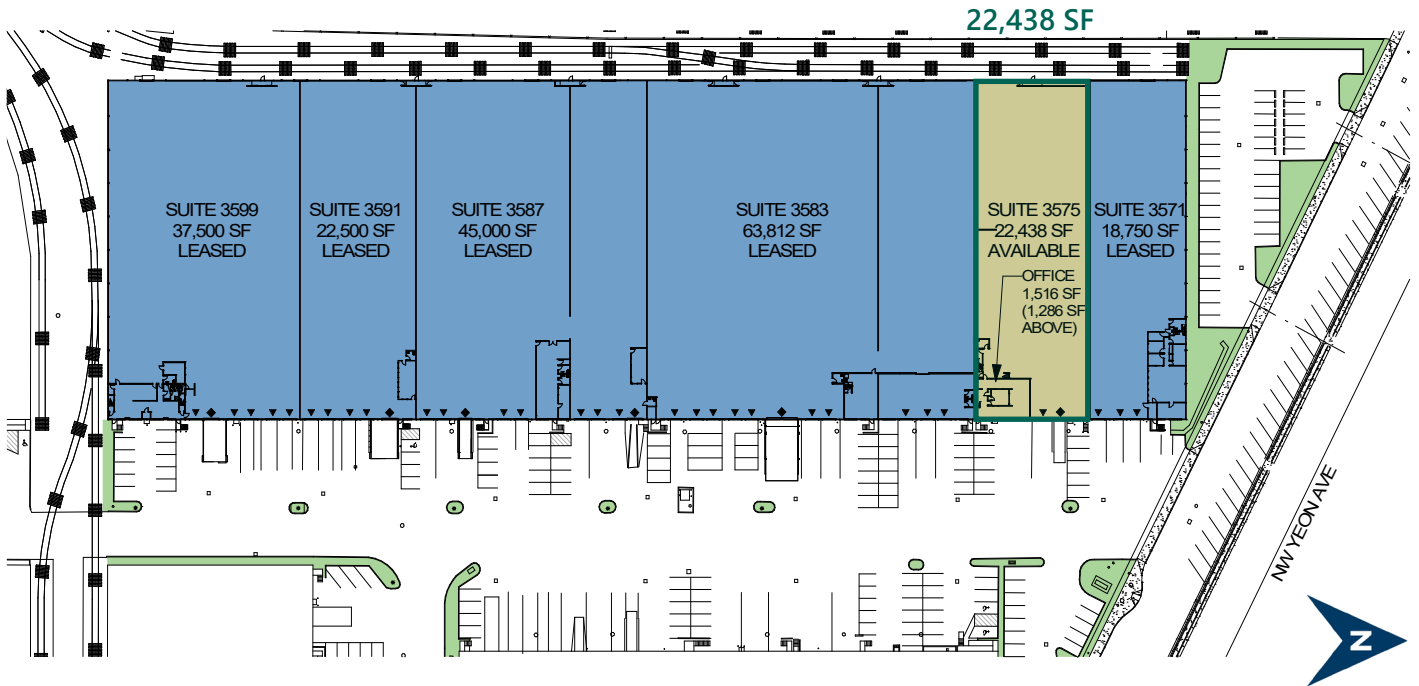 22,438 SF
SUITE 3599
37,500 SF
LEASED
SUITE 3591
22,500 SF
LEASED
SUITE 3587
45,000 SF
LEASED
SUITE 3583
63,812 SF
LEASED
SUITE 3575
22,438 SF
AVAILABLE
OFFICE
1,516 SF
(1,286 SF
ABOVE)
SUITE 3571
18,750 SF
LEASED
NW YEON AVE
N